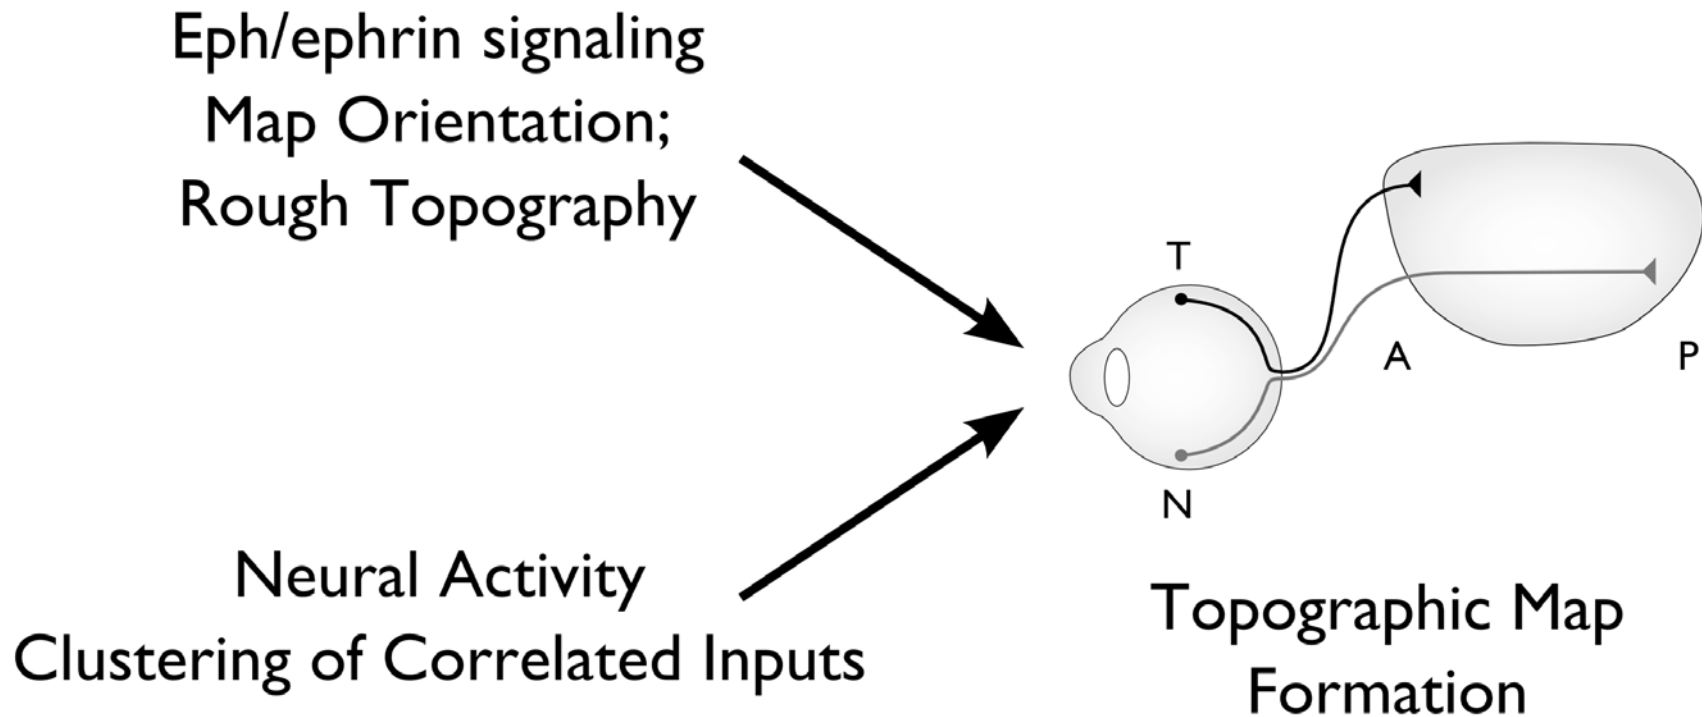 Eph/ephrin signaling
Map Orientation;
Rough Topography
T
A
P
N
Neural Activity
Clustering of Correlated Inputs
Topographic Map
Formation